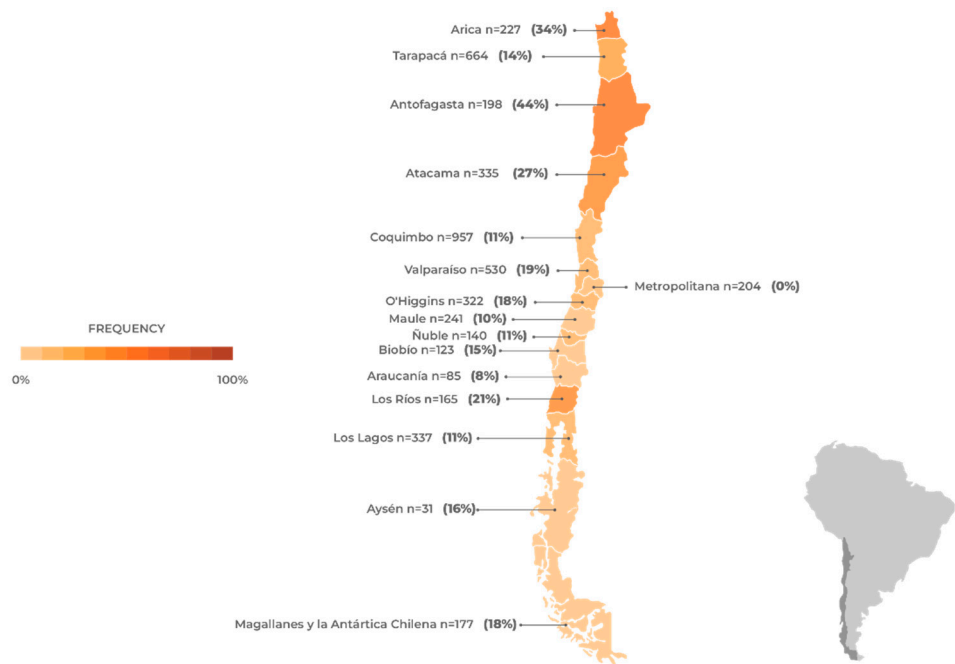 Arica n=227 (34%)
Tarapacá n=664 (14%)
Antofagasta n=198 (44%)
Atacama n=335 (27%)
Coquimbo n=957 (11%)
Valparaíso n=530 (19%)
Metropolitana n=204 (0%)
O'Higgins n=322 (18%)
Maule n=241 (10%)
Ñuble n=140 (11%)
Biobío n=123 (15%)
Araucanía n=85 (8%)
Los Ríos n=165 (21%)
Los Lagos n=337 (11%)
Aysén n=31 (16%)
Magallanes y la Antártica Chilena n=177 (18%)
FREQUENCY
0% 100%